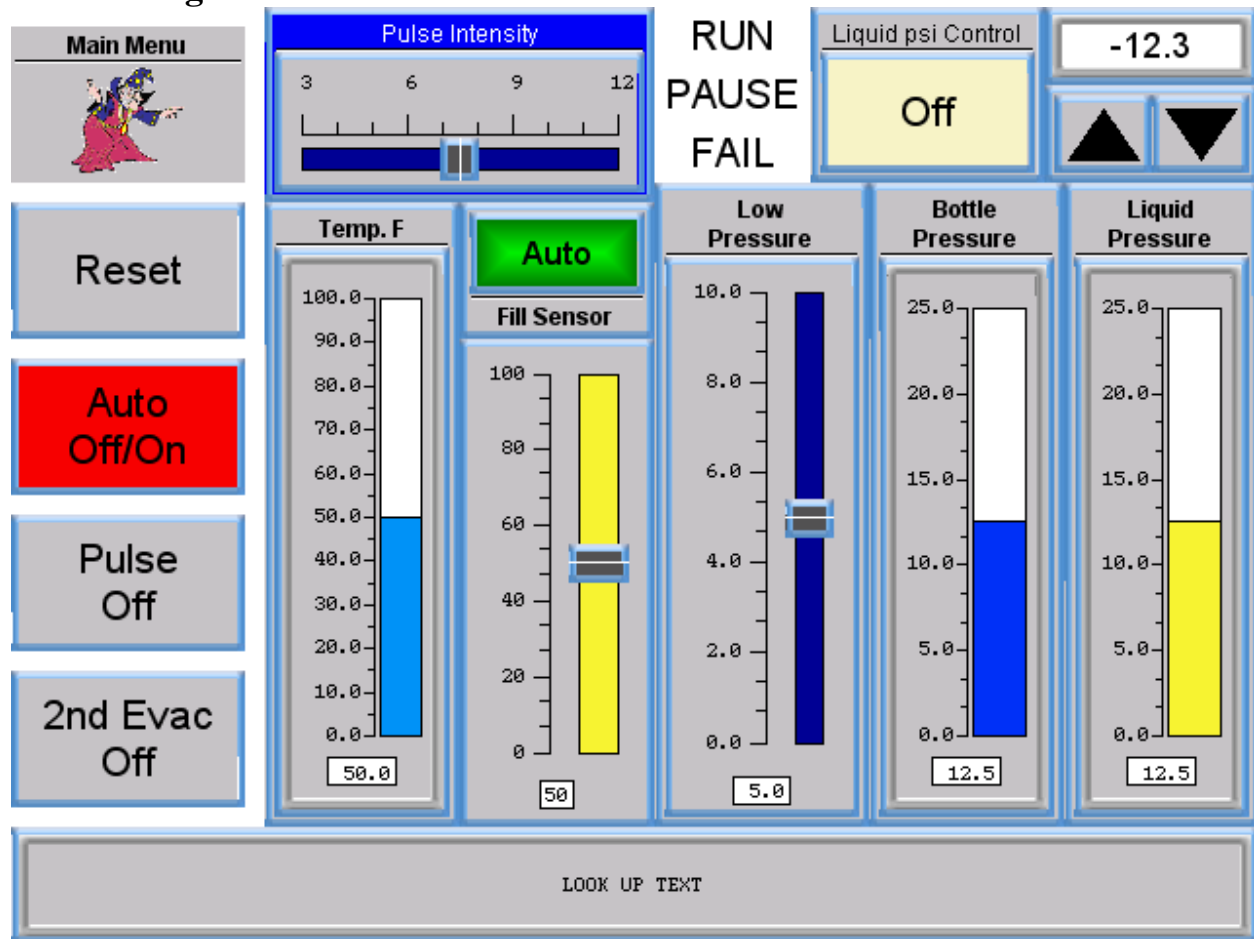 g
Main Menu
Pulse Intensity
3 6 9 12
RUN
PAUSE
FAIL
Liquid psi Control
Off
-12.3
Reset
Auto
Off/On
Pulse
Off
2nd Evac
Off
Temp. F
100.0
90.0
80.0
70.0
60.0
50.0
40.0
30.0
20.0
10.0
0.0
50.0
Auto
Fill Sensor
100
80
60
40
20
0
50
Low
Pressure
10.0
8.0
6.0
4.0
2.0
0.0
5.0
Bottle
Pressure
25.0
20.0
15.0
10.0
5.0
0.0
12.5
Liquid
Pressure
25.0
20.0
15.0
10.0
5.0
0.0
12.5
LOOK UP TEXT